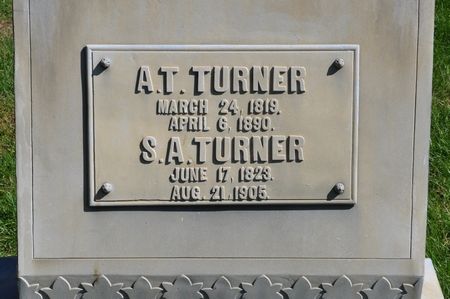 A.T. TURNER
MARCH 24, 1819.
APRIL 6, 1890.
S.A. TURNER
JUNE 17, 1823.
AUG. 21, 1905.